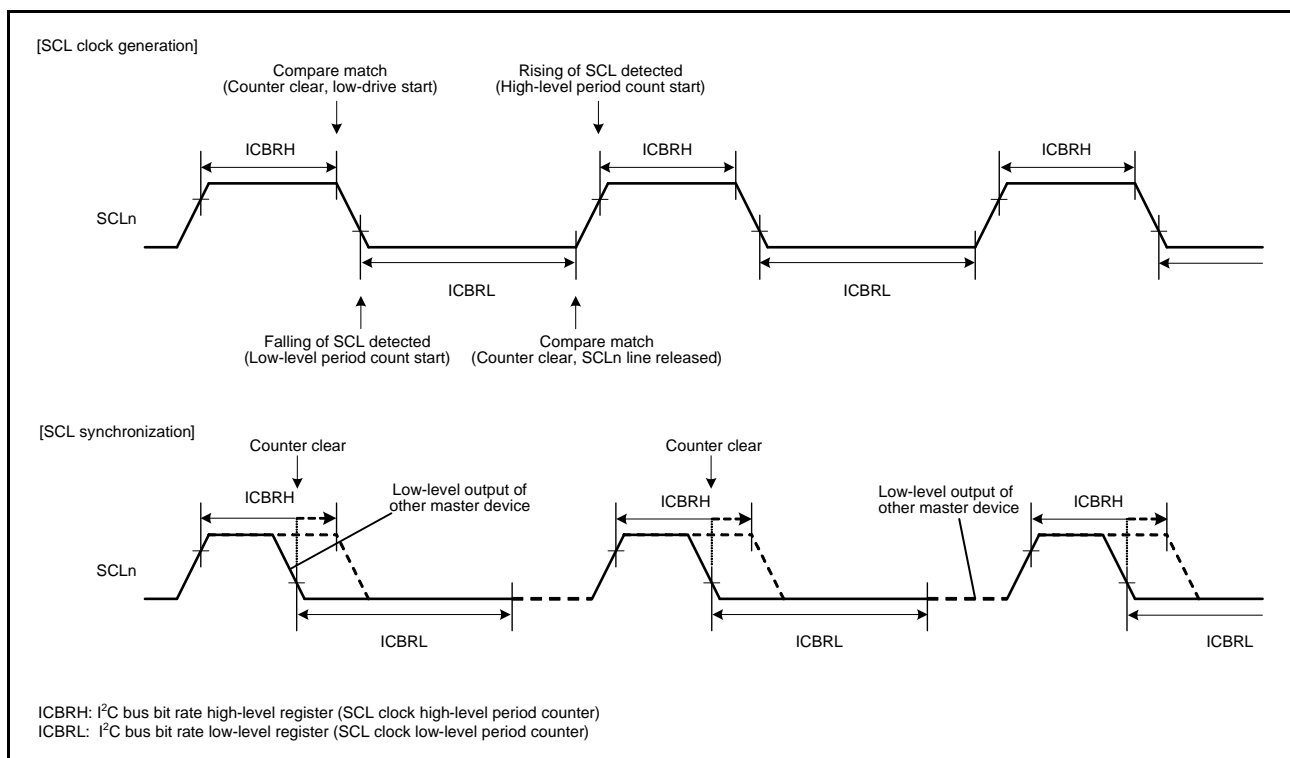 [SCL clock generation]
Compare match
(Counter clear, low-drive start)
Rising of SCL detected
(High-level period count start)
ICBRH
ICBRH
ICBRH
SCLn
ICBRL
ICBRL
Falling of SCL detected
(Low-level period count start)
Compare match
(Counter clear, SCLn line released)
[SCL synchronization]
Counter clear
Counter clear
ICBRH
Low-level output of
other master device
ICBRH
Low-level output of
other master device
ICBRH
SCLn
ICBRL
ICBRL
ICBRL
ICBRH: I²C bus bit rate high-level register (SCL clock high-level period counter)
ICBRL: I²C bus bit rate low-level register (SCL clock low-level period counter)